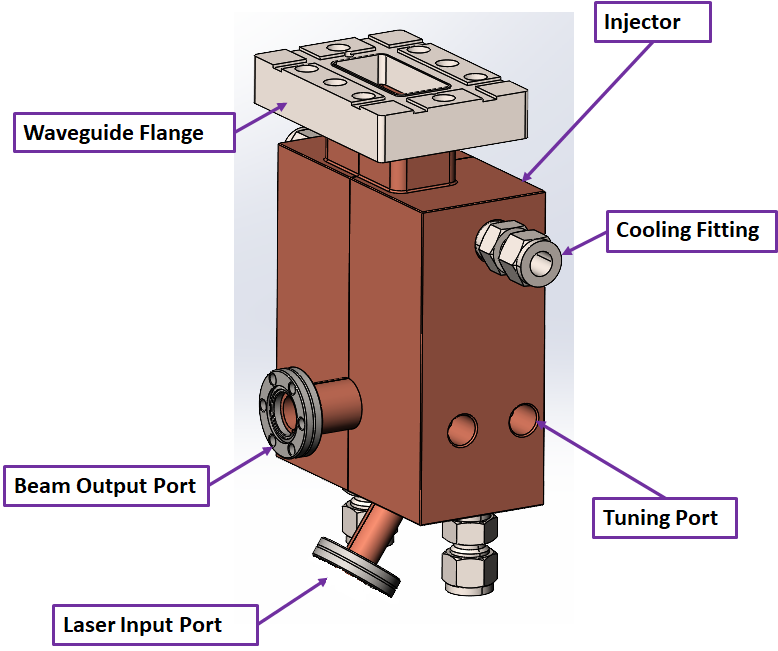 Injector
Waveguide Flange
Cooling Fitting
Beam Output Port
Tuning Port
Laser Input Port